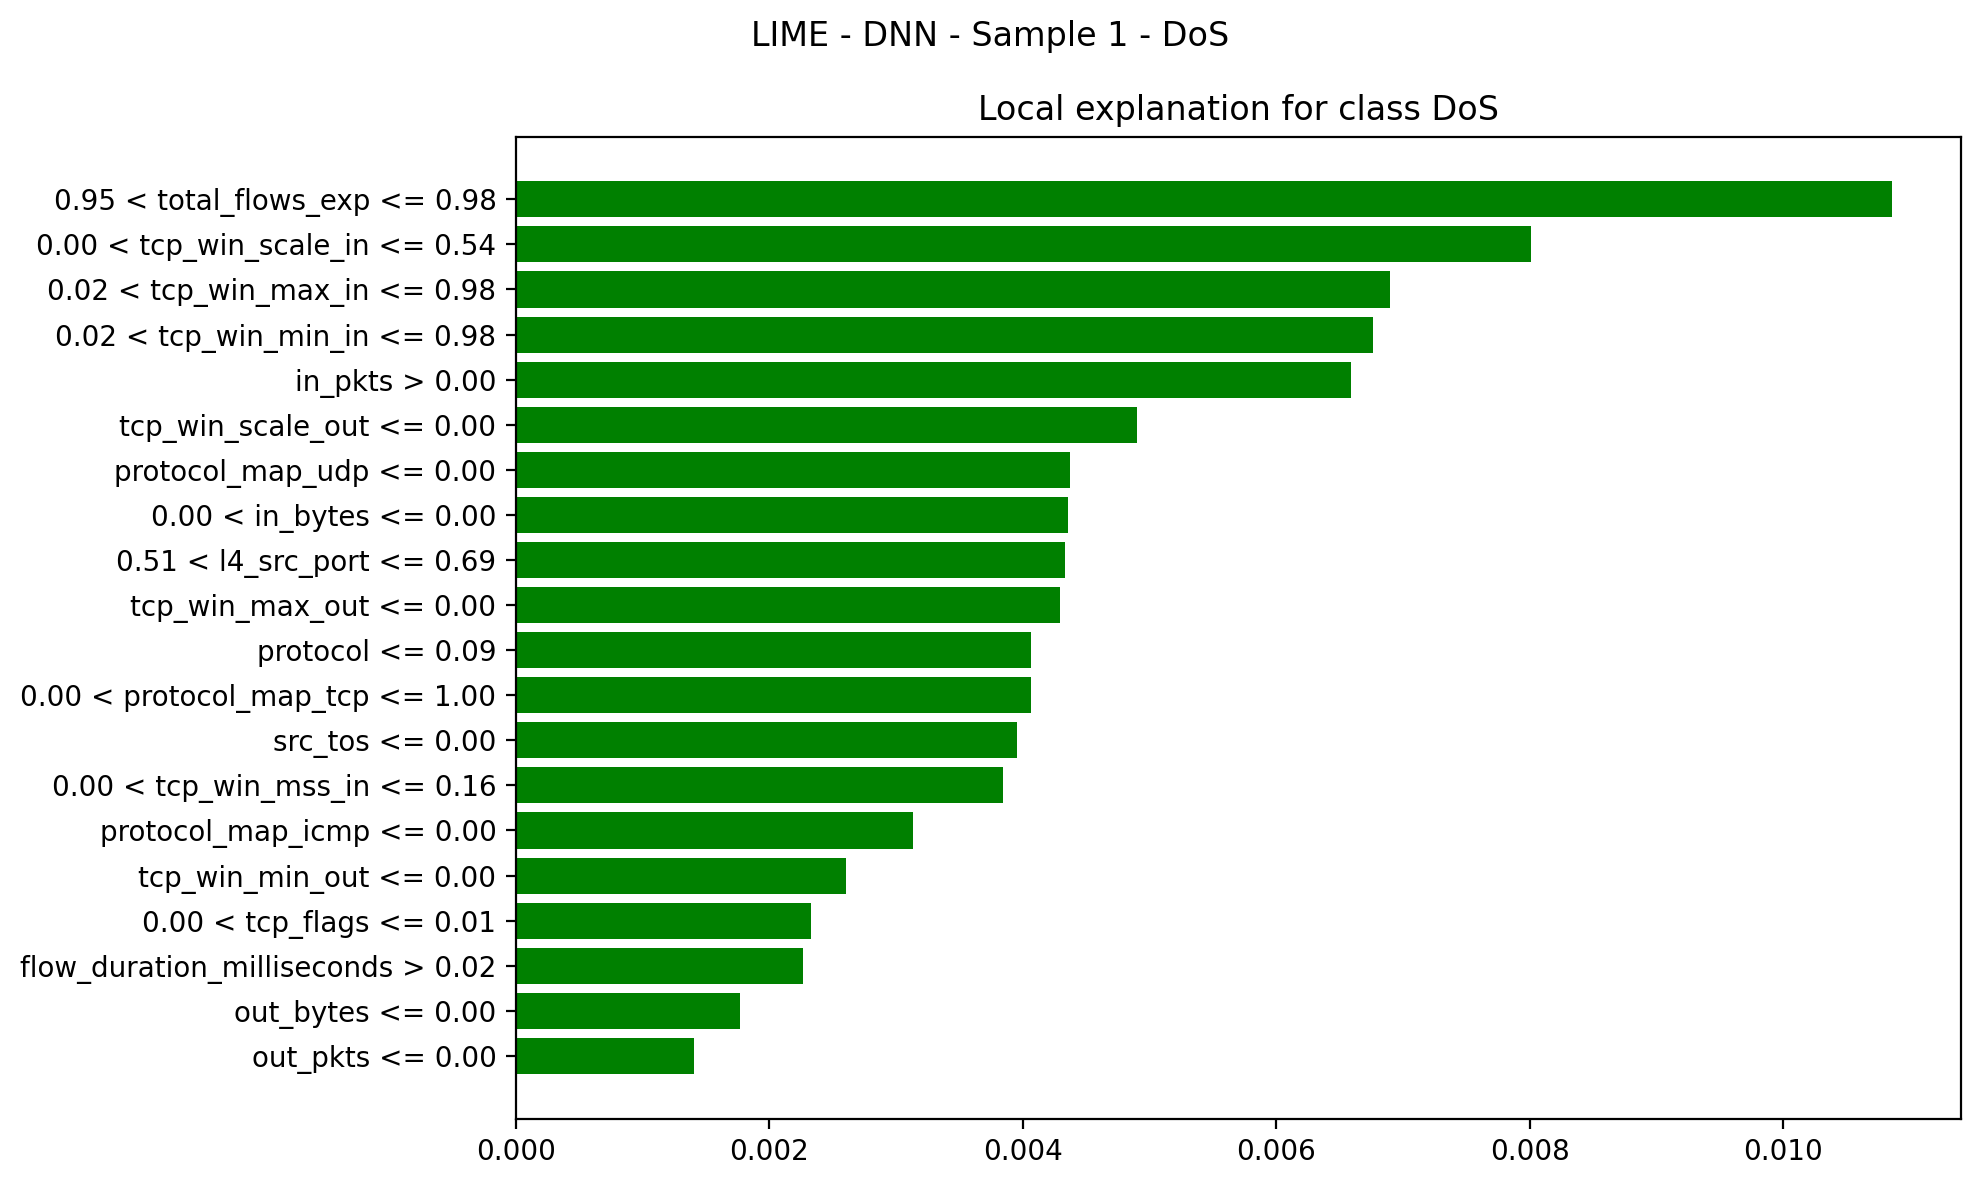 LIME - DNN - Sample 1 - DoS
Local explanation for class DoS
0.95 < total_flows_exp <= 0.98
0.00 < tcp_win_scale_in <= 0.54
0.02 < tcp_win_max_in <= 0.98
0.02 < tcp_win_min_in <= 0.98
in_pkts > 0.00
tcp_win_scale_out <= 0.00
protocol_map_udp <= 0.00
0.00 < in_bytes <= 0.00
0.51 < l4_src_port <= 0.69
tcp_win_max_out <= 0.00
protocol <= 0.09
0.00 < protocol_map_tcp <= 1.00
src_tos <= 0.00
0.00 < tcp_win_mss_in <= 0.16
protocol_map_icmp <= 0.00
tcp_win_min_out <= 0.00
0.00 < tcp_flags <= 0.01
flow_duration_milliseconds > 0.02
out_bytes <= 0.00
out_pkts <= 0.00
0.000 0.002 0.004 0.006 0.008 0.010